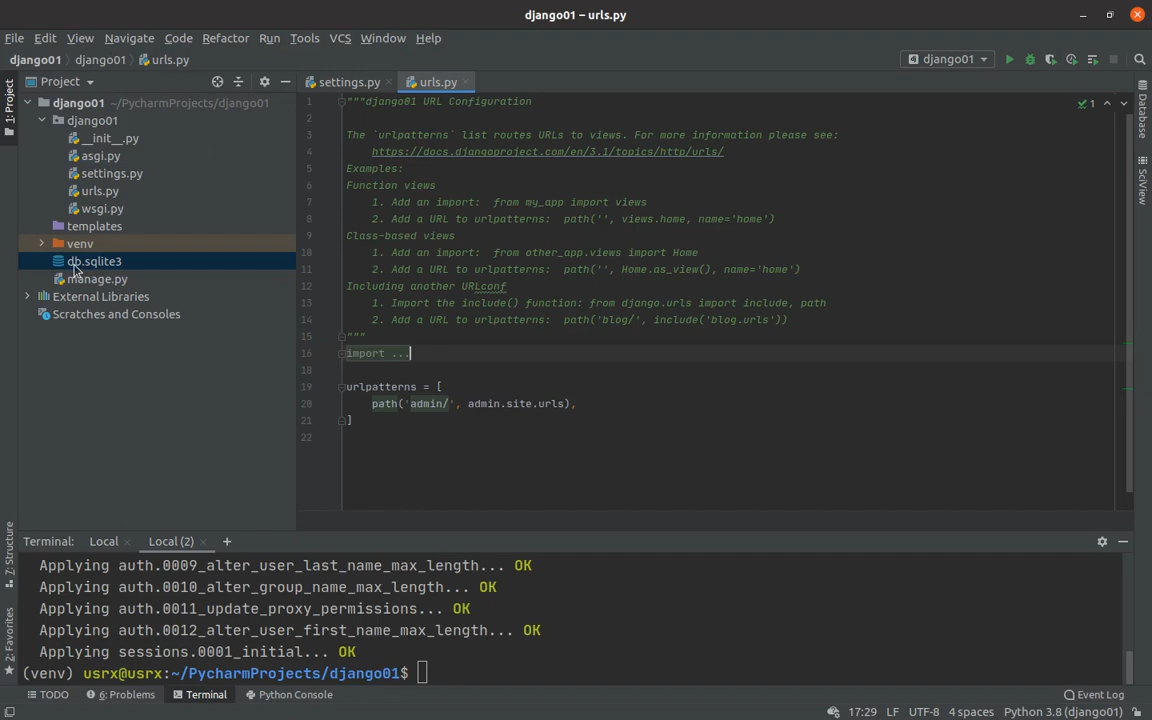 django01 – urls.py
File Edit View Navigate Code Refactor Run Tools VCS Window Help
django01 django01 urls.py
django01
1: Project
Project
settings.py
urls.py
django01 ~/PycharmProjects/django01
django01
__init__.py
asgi.py
settings.py
urls.py
wsgi.py
templates
venv
db.sqlite3
manage.py
External Libraries
Scratches and Consoles
1 """django01 URL Configuration
2
3 The `urlpatterns` list routes URLs to views. For more information please see:
4 https://docs.djangoproject.com/en/3.1/topics/http/urls/
5 Examples:
6 Function views
7 1. Add an import:  from my_app import views
8 2. Add a URL to urlpatterns:  path('', views.home, name='home')
9 Class-based views
10 1. Add an import:  from other_app.views import Home
11 2. Add a URL to urlpatterns:  path('', Home.as_view(), name='home')
12 Including another URLconf
13 1. Import the include() function: from django.urls import include, path
14 2. Add a URL to urlpatterns:  path('blog/', include('blog.urls'))
15 """
16 import ...
18
19 urlpatterns = [
20 path('admin/', admin.site.urls),
21 ]
22
1
Database
SciView
Z: Structure
2: Favorites
Terminal: Local Local (2) +
Applying auth.0009_alter_user_last_name_max_length... OK
Applying auth.0010_alter_group_name_max_length... OK
Applying auth.0011_update_proxy_permissions... OK
Applying auth.0012_alter_user_first_name_max_length... OK
Applying sessions.0001_initial... OK
(venv) usrx@usrx:~/PycharmProjects/django01$
TODO 6: Problems Terminal Python Console Event Log
17:29 LF UTF-8 4 spaces Python 3.8 (django01)